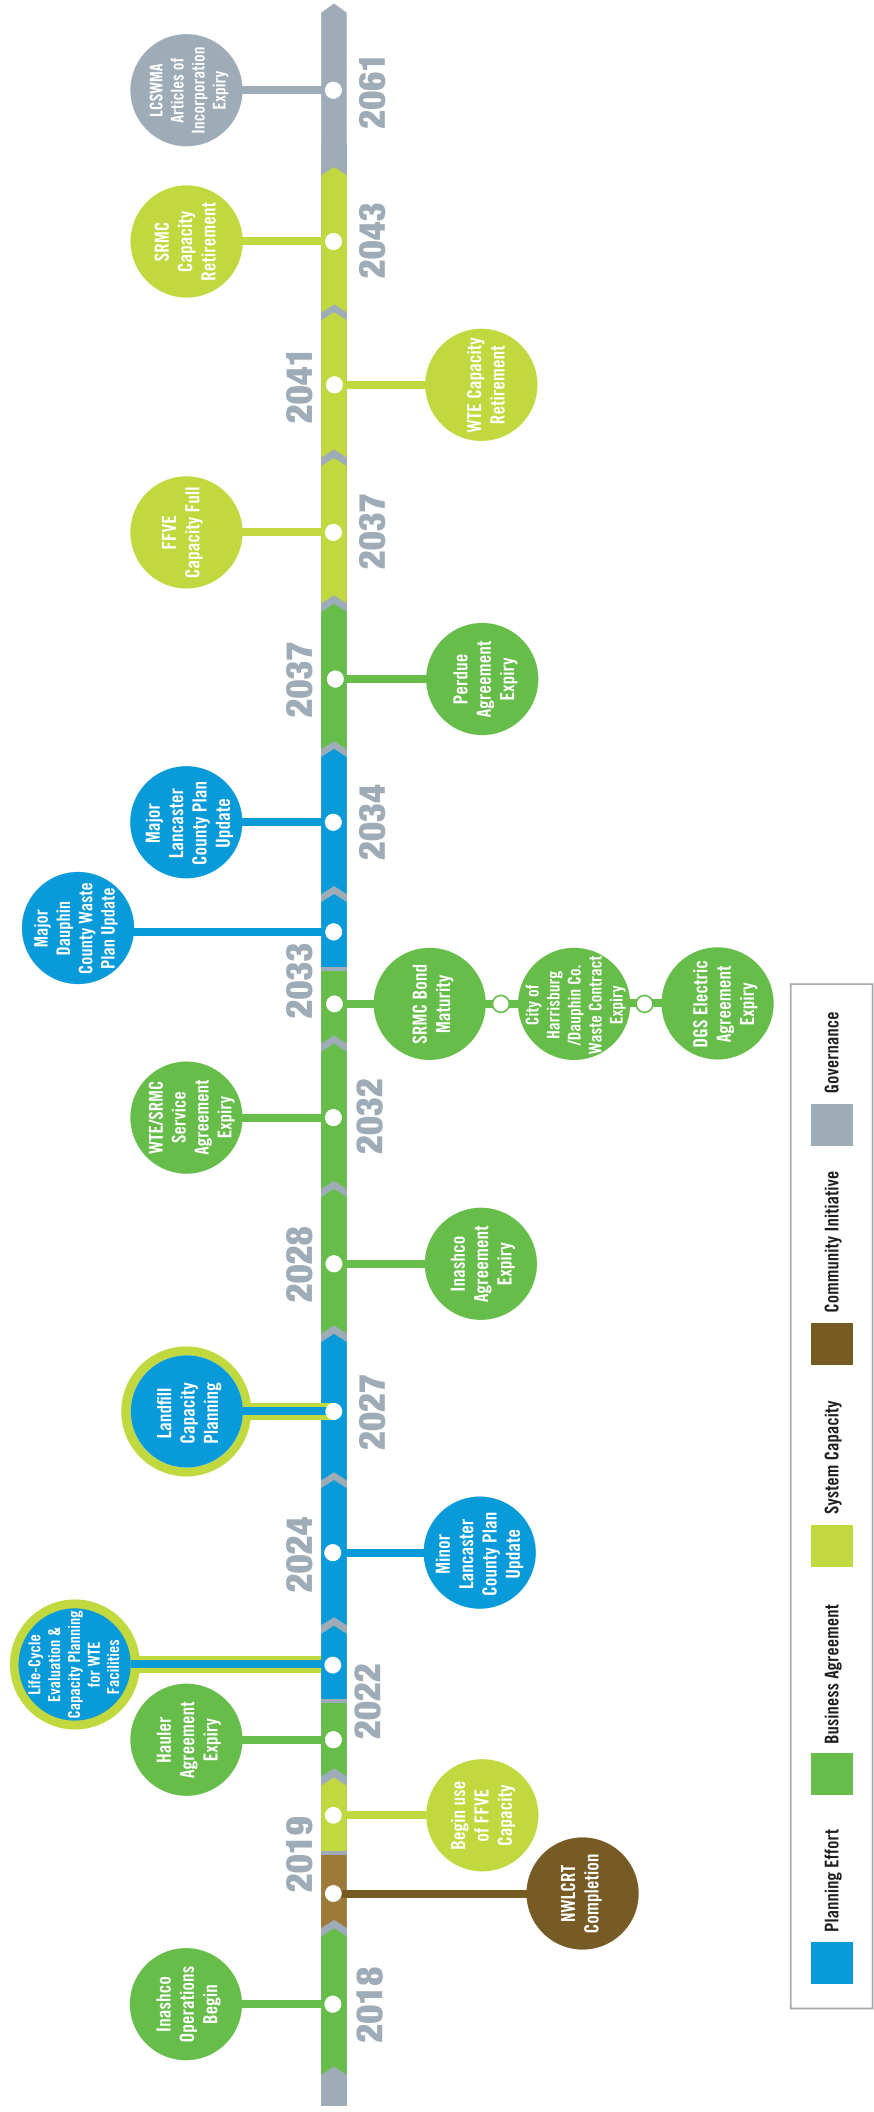 Inashco
Operations
Begin
2018
NWLCRT
Completion
2019
Begin use
of FFVE
Capacity
Hauler
Agreement
Expiry
2022
Life-Cycle
Evaluation &
Capacity Planning
for WTE
Facilities
2024
Minor
Lancaster
County Plan
Update
Landfill
Capacity
Planning
2027
2028
Inashco
Agreement
Expiry
WTE/SRMC
Service
Agreement
Expiry
2032
2033
SRMC Bond
Maturity
City of
Harrisburg
/Dauphin Co.
Waste Contract
Expiry
DGS Electric
Agreement
Expiry
Major
Dauphin
County Waste
Plan Update
Major
Lancaster
County Plan
Update
2034
2037
Perdue
Agreement
Expiry
FFVE
Capacity Full
2037
2041
WTE Capacity
Retirement
SRMC
Capacity
Retirement
2043
LCSWMA
Articles of
Incorporation
Expiry
2061
Planning Effort
Business Agreement
System Capacity
Community Initiative
Governance